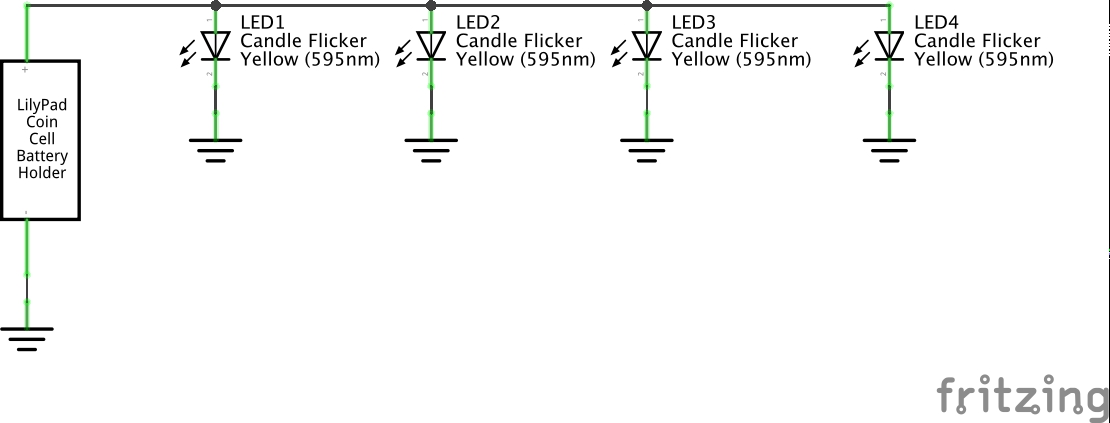 LED1
Candle Flicker
Yellow (595nm)
LED2
Candle Flicker
Yellow (595nm)
LED3
Candle Flicker
Yellow (595nm)
LED4
Candle Flicker
Yellow (595nm)
1
2
1
2
1
2
1
2
+
LilyPad
Coin
Cell
Battery
Holder
-
fritzing